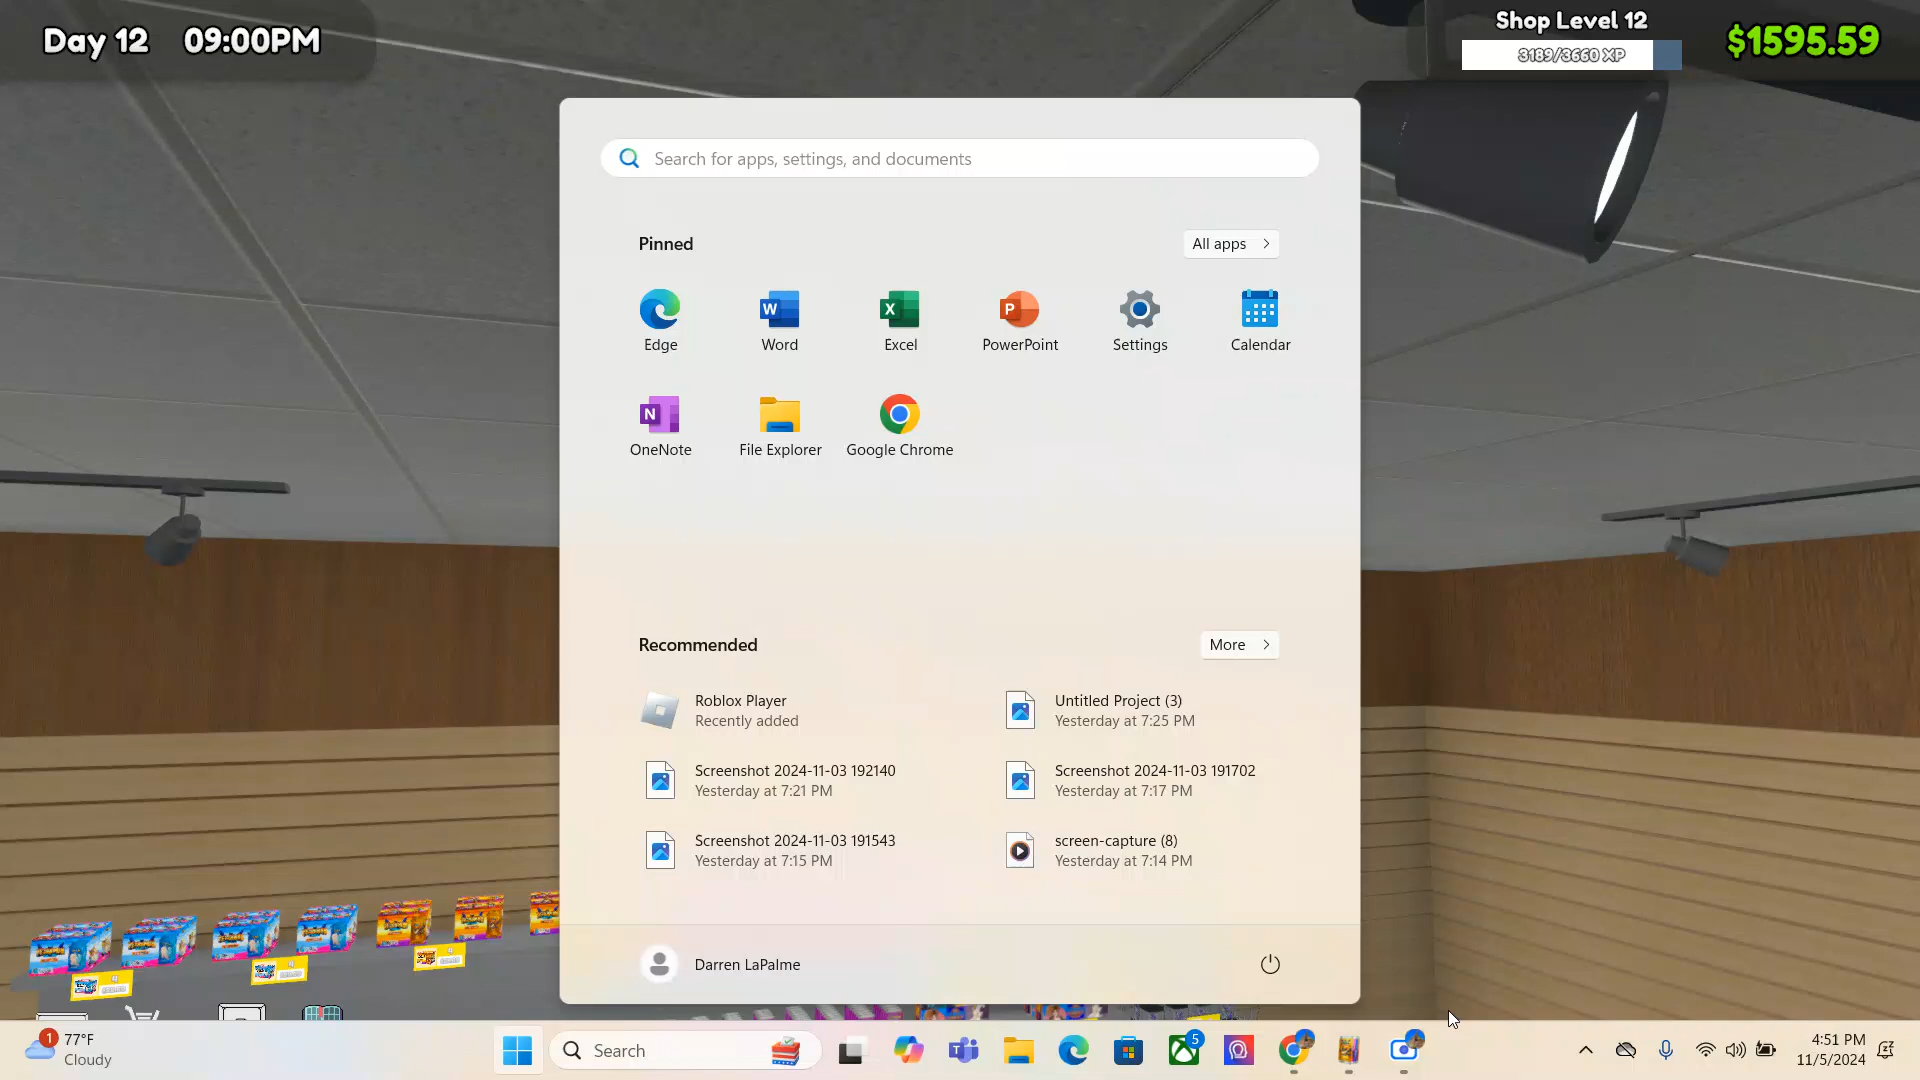 Day 12 09:00PM
Shop Level 12
3189/3660 XP
$1595.59
Search for apps, settings, and documents
Pinned
All apps
Edge
Word
Excel
PowerPoint
Settings
Calendar
OneNote
File Explorer
Google Chrome
Recommended
More
Roblox Player
Recently added
Untitled Project (3)
Yesterday at 7:25 PM
Screenshot 2024-11-03 192140
Yesterday at 7:21 PM
Screenshot 2024-11-03 191702
Yesterday at 7:17 PM
Screenshot 2024-11-03 191543
Yesterday at 7:15 PM
screen-capture (8)
Yesterday at 7:14 PM
Darren LaPalme
1
77°F
Cloudy
Search
5
4:51 PM
11/5/2024